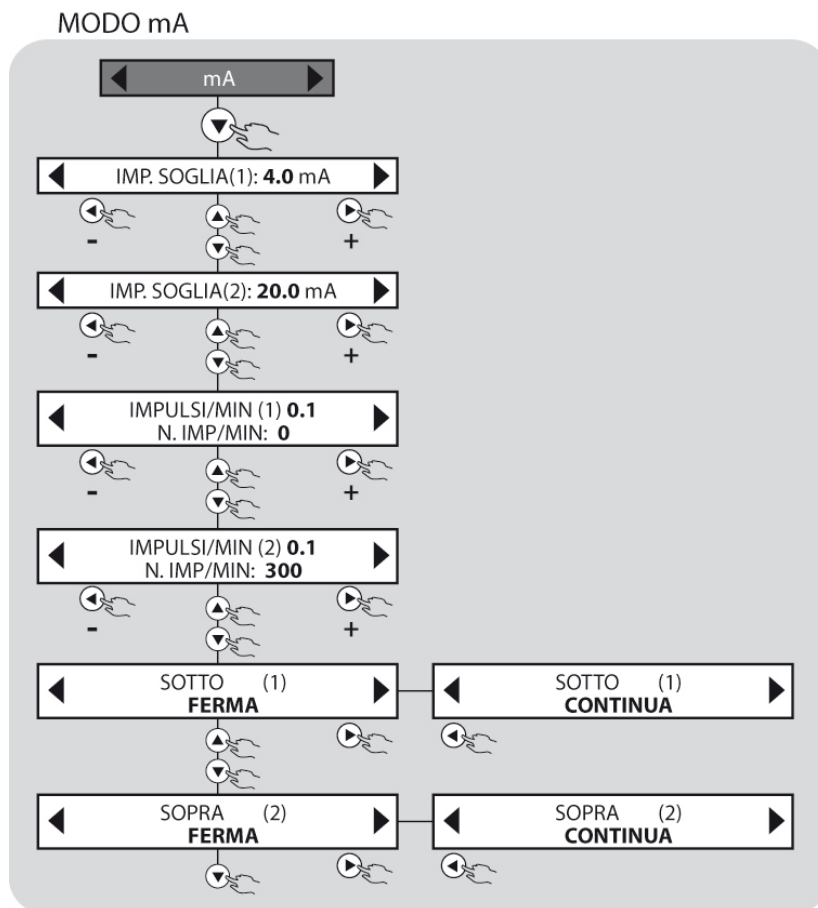 MODO mA
mA
IMP. SOGLIA(1): 4.0 mA
- +
IMP. SOGLIA(2): 20.0 mA
- +
IMPULSI/MIN (1) 0.1
N. IMP/MIN: 0
- +
IMPULSI/MIN (2) 0.1
N. IMP/MIN: 300
- +
SOTTO (1)
FERMA
SOTTO (1)
CONTINUA
SOPRA (2)
FERMA
SOPRA (2)
CONTINUA